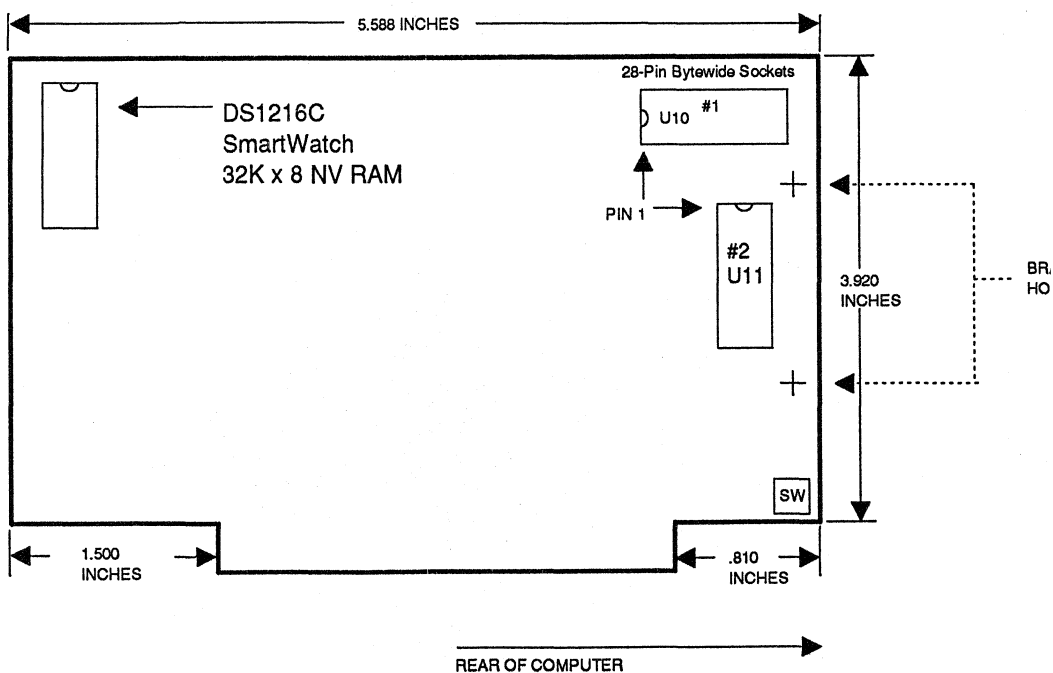 5.588 INCHES
28-Pin Bytewide Sockets
#1
U10
DS1216C
SmartWatch
32K x 8 NV RAM
PIN 1
#2
U11
3.920
INCHES
SW
1.500
INCHES
.810
INCHES
REAR OF COMPUTER